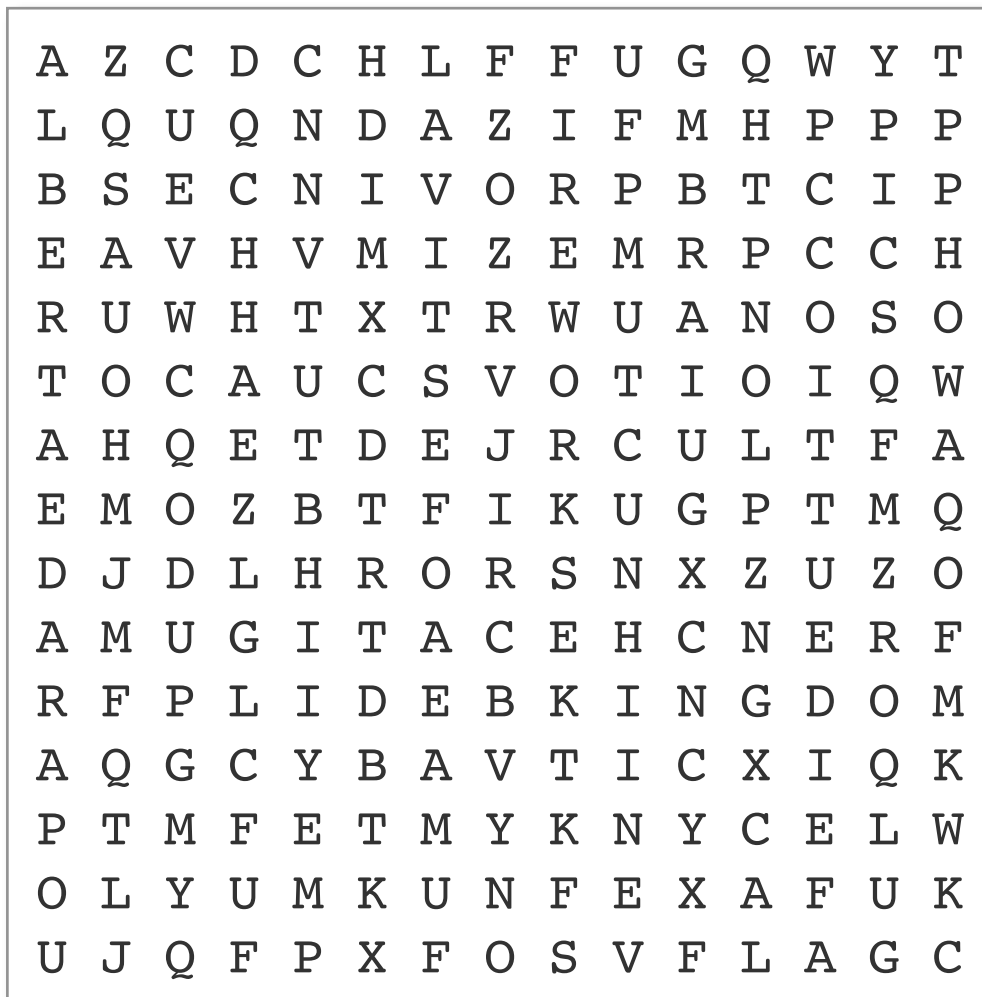 A Z C D C H L F F U G Q W Y T
L Q U Q N D A Z I F M H P P P
B S E C N I V O R P B T C I P
E A V H V M I Z E M R P C C H
R U W H T X T R W U A N O S O
T O C A U C S V O T I O I Q W
A H Q E T D E J R C U L T F A
E M O Z B T F I K U G P T M Q
D J D L H R O R S N X Z U Z O
A M U G I T A C E H C N E R F
R F P L I D E B K I N G D O M
A Q G C Y B A V T I C X I Q K
P T M F E T M Y K N Y C E L W
O L Y U M K U N F E X A F U K
U J Q F P X F O S V F L A G C